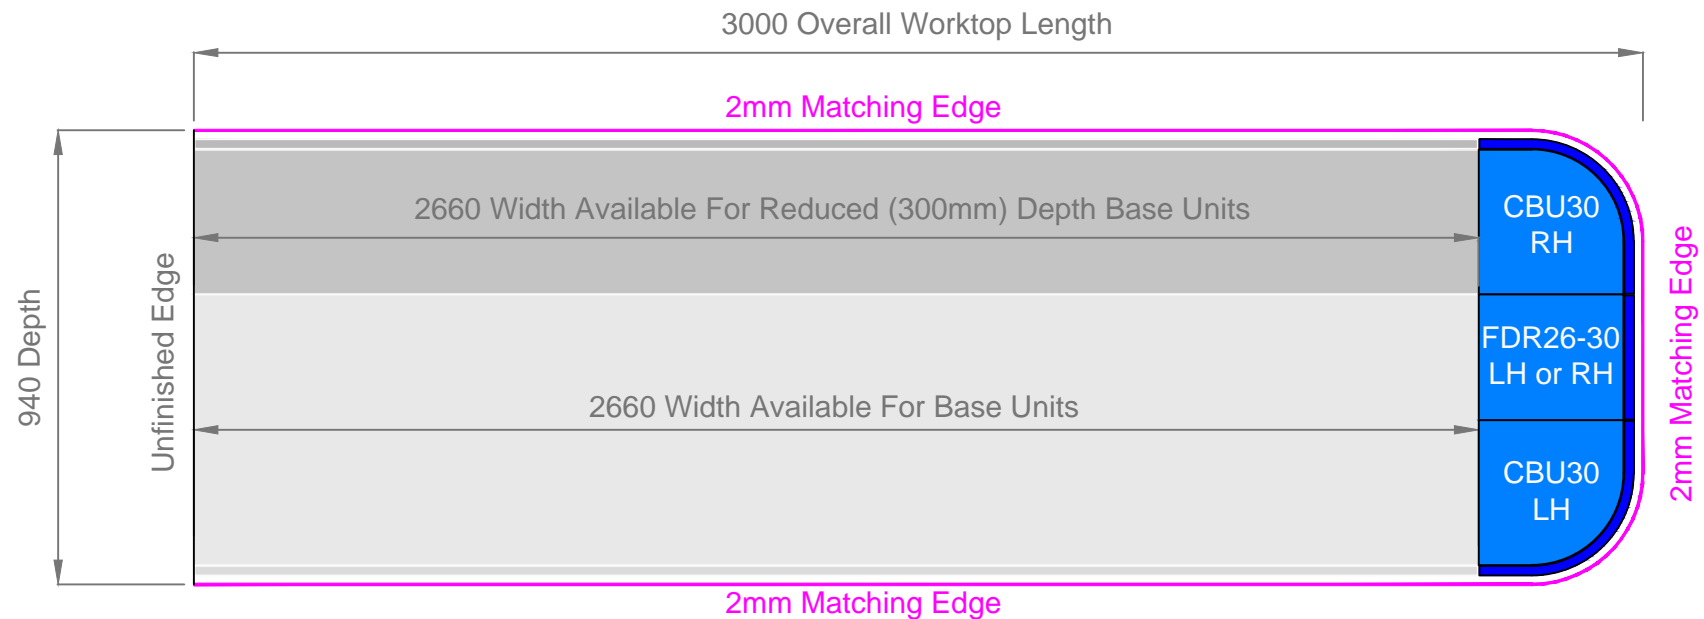 3000 Overall Worktop Length
2mm Matching Edge
2660 Width Available For Reduced (300mm) Depth Base Units
CBU30
RH
940 Depth
Unfinished Edge
FDR26-30
LH or RH
2mm Matching Edge
2660 Width Available For Base Units
CBU30
LH
2mm Matching Edge